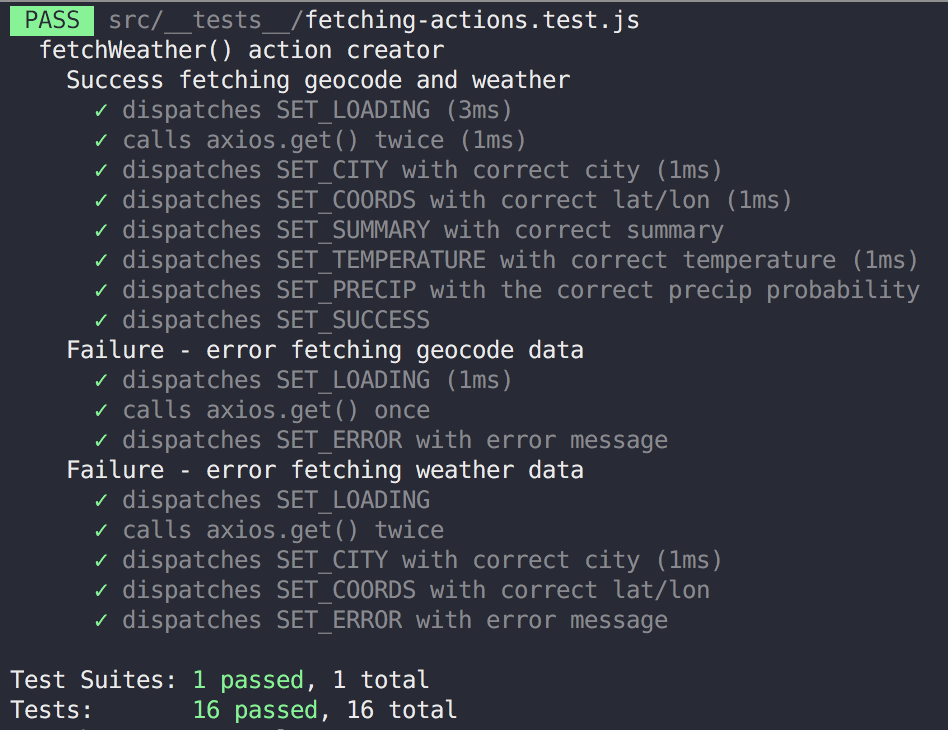 PASS src/__tests__/fetching-actions.test.js
fetchWeather() action creator
Success fetching geocode and weather
✓ dispatches SET_LOADING (3ms)
✓ calls axios.get() twice (1ms)
✓ dispatches SET_CITY with correct city (1ms)
✓ dispatches SET_COORDS with correct lat/lon (1ms)
✓ dispatches SET_SUMMARY with correct summary
✓ dispatches SET_TEMPERATURE with correct temperature (1ms)
✓ dispatches SET_PRECIP with the correct precip probability
✓ dispatches SET_SUCCESS
Failure - error fetching geocode data
✓ dispatches SET_LOADING (1ms)
✓ calls axios.get() once
✓ dispatches SET_ERROR with error message
Failure - error fetching weather data
✓ dispatches SET_LOADING
✓ calls axios.get() twice
✓ dispatches SET_CITY with correct city (1ms)
✓ dispatches SET_COORDS with correct lat/lon
✓ dispatches SET_ERROR with error message
Test Suites: 1 passed, 1 total
Tests: 16 passed, 16 total